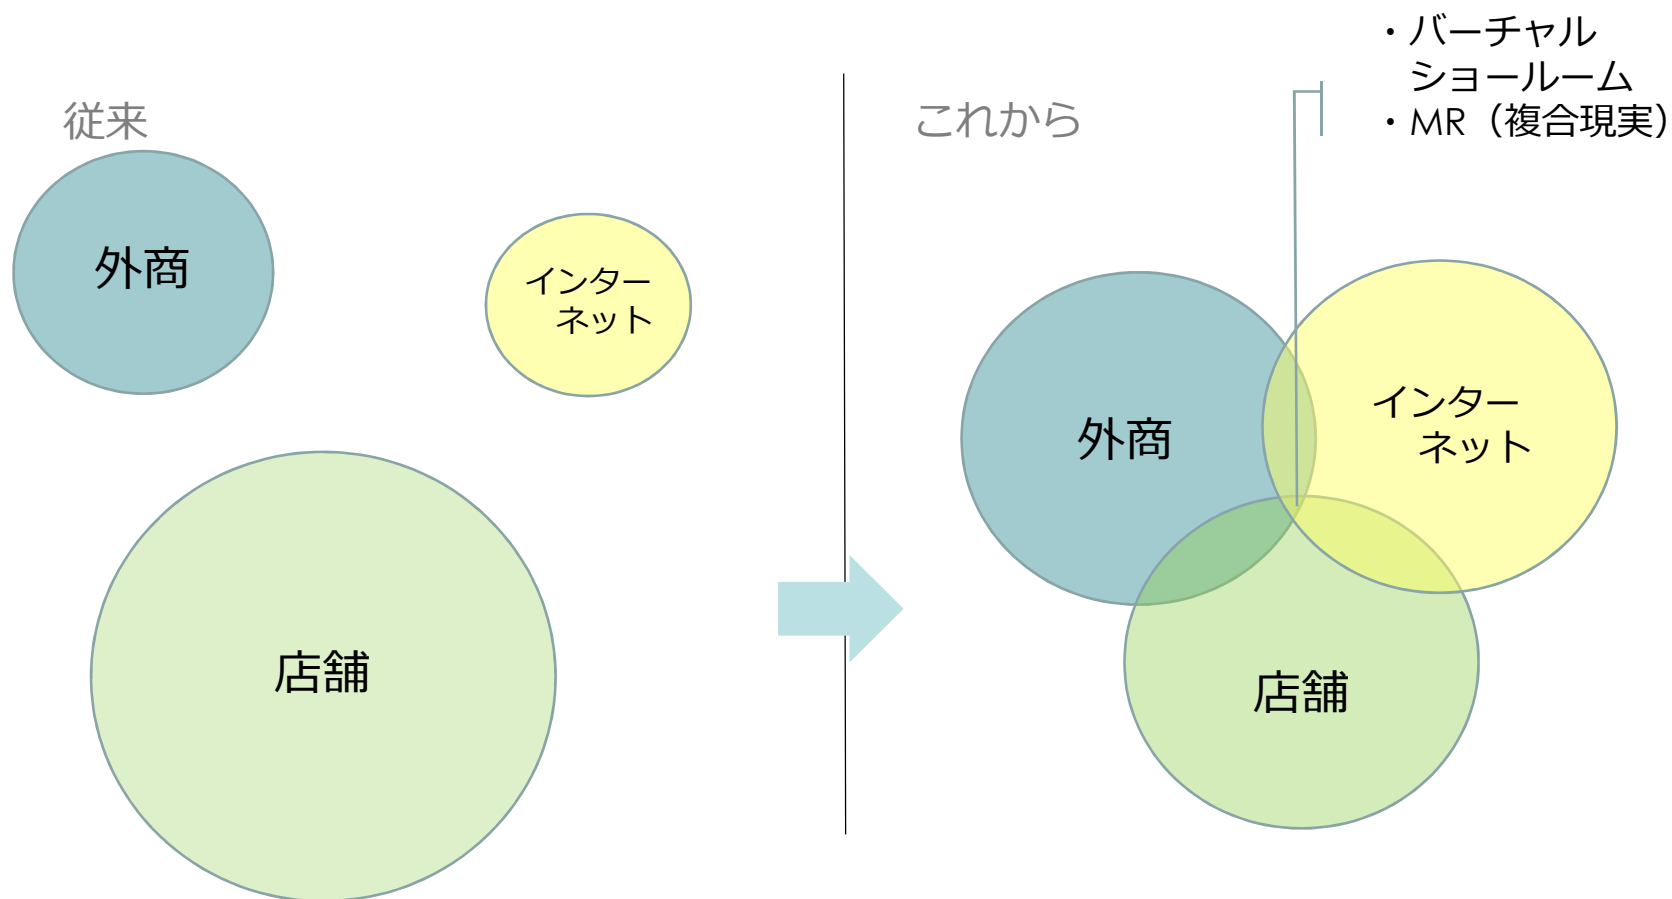 従来
外商
インター
ネット
店舗
これから
・バーチャル
ショールーム
・MR（複合現実）
外商
インター
ネット
店舗